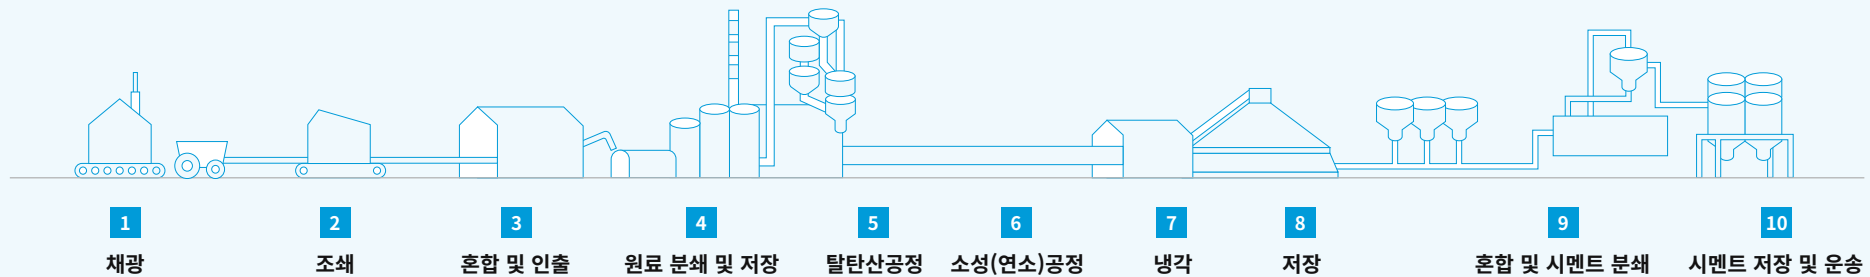 1 2 3 4 5 6 7 8 9 10
채광 조쇄 혼합 및 인출 원료 분쇄 및 저장 탈탄산공정 소성(연소)공정 냉각 저장 혼합 및 시멘트 분쇄 시멘트 저장 및 운송